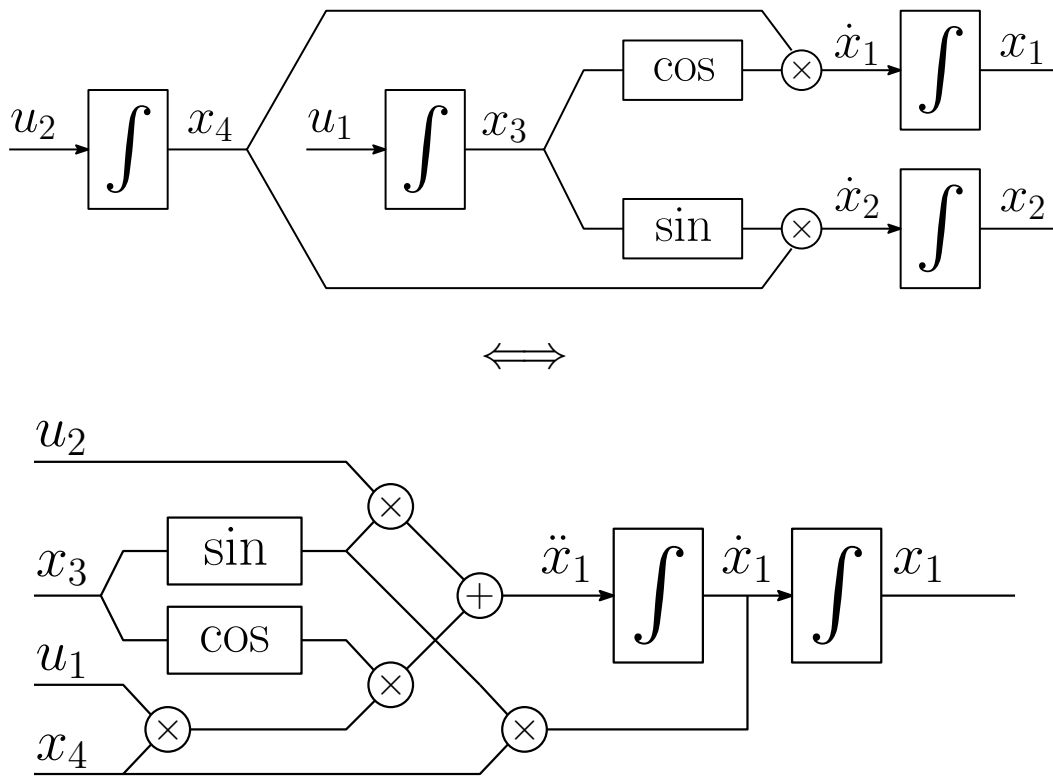 ẋ₁ x₁
cos ×
u₂ ∫ x₄ u₁ ∫ x₃ ∫
ẋ₂ x₂
sin × ∫
⟺
u₂
×
sin
x₃ + ẍ₁ ∫ ẋ₁ ∫ x₁
cos
u₁ ×
× ×
x₄